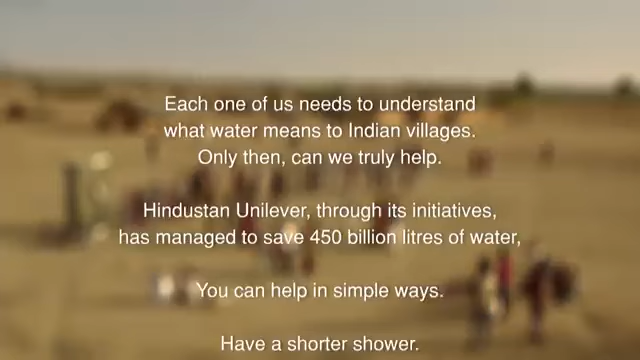 Each one of us needs to understand
what water means to Indian villages.
Only then, can we truly help.
Hindustan Unilever, through its initiatives,
has managed to save 450 billion litres of water,
You can help in simple ways.
Have a shorter shower.